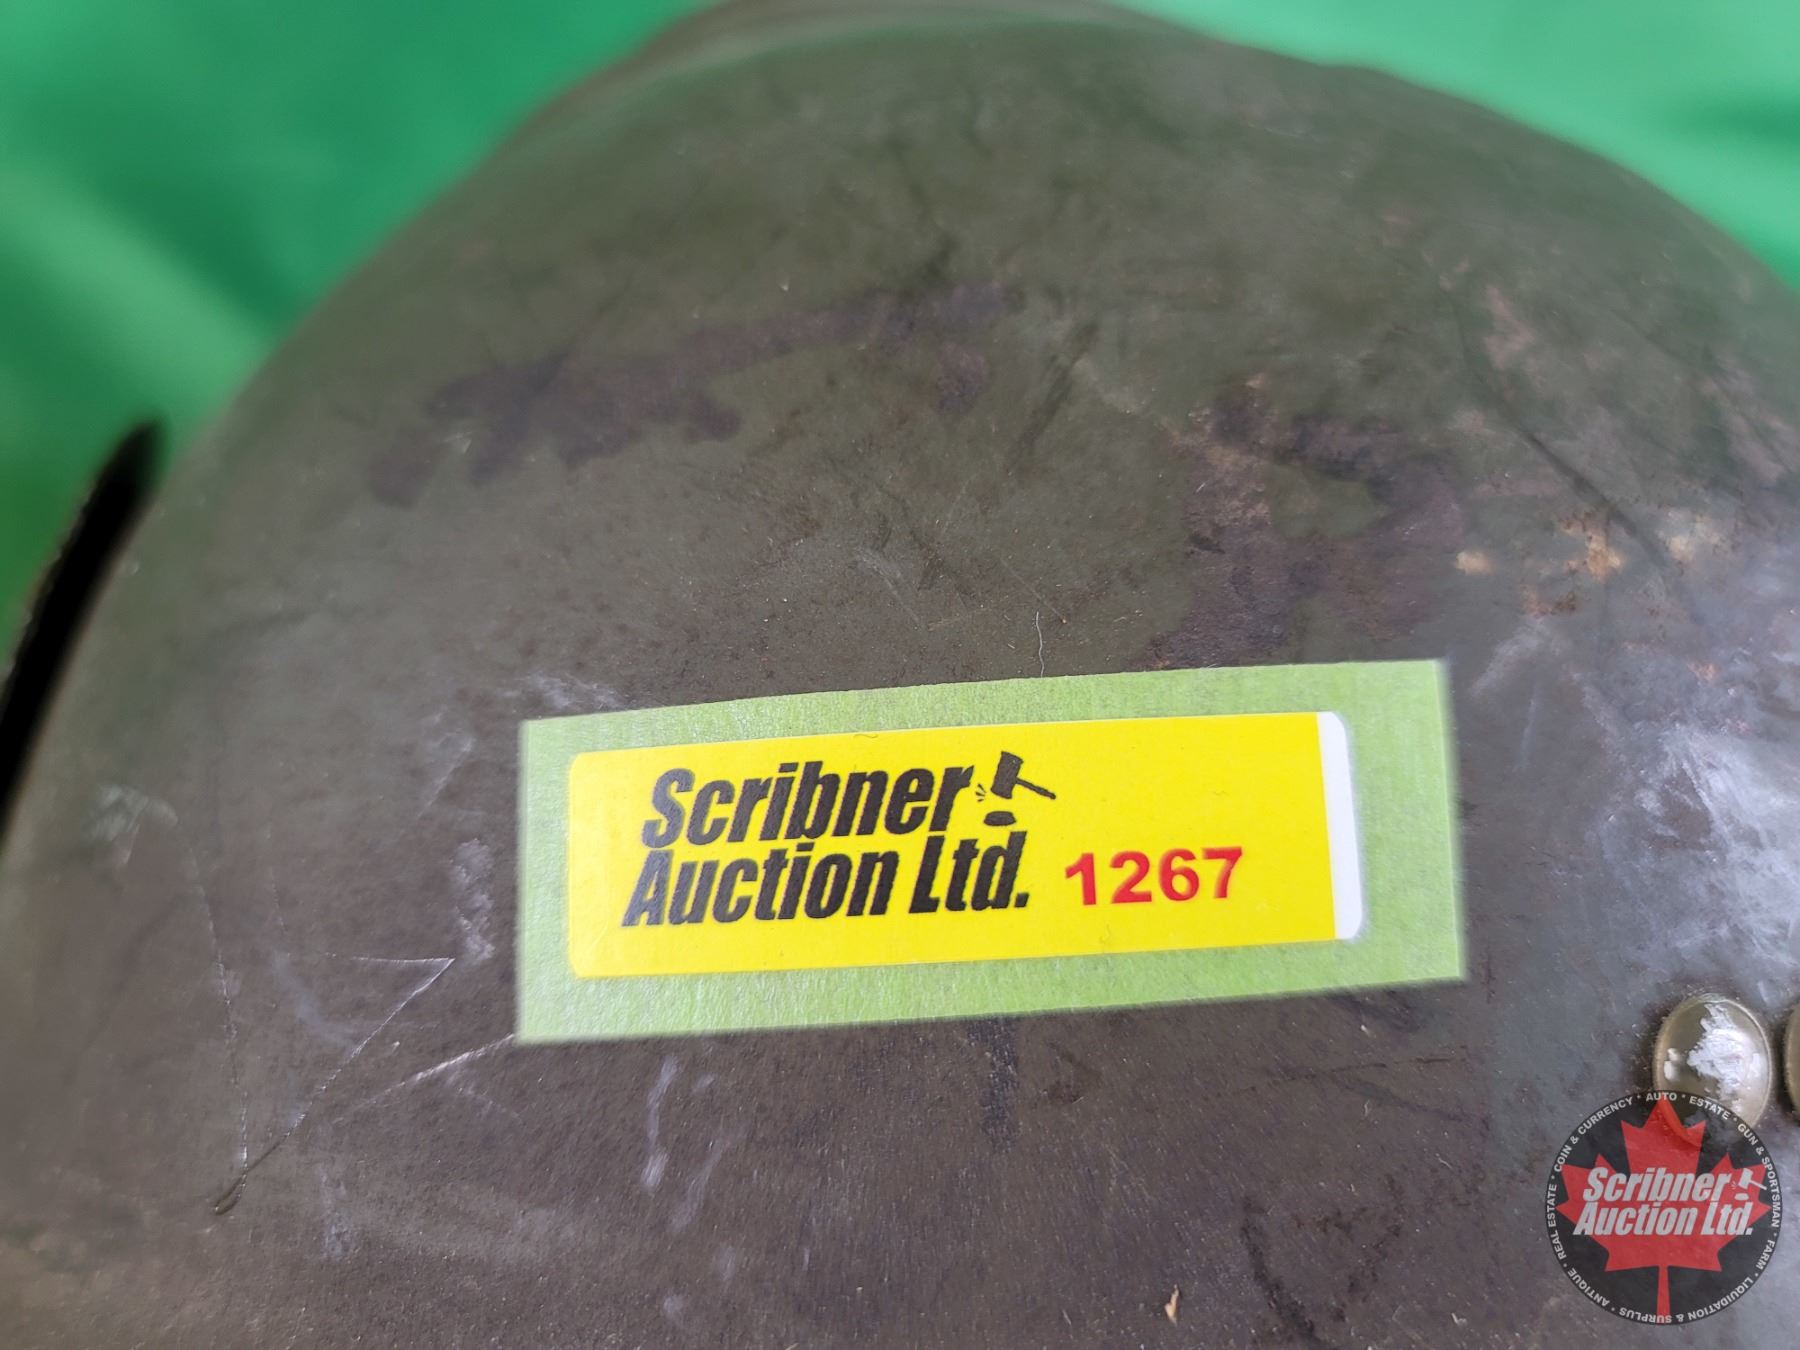 Scribner
Auction Ltd. 1267
COIN & CURRENCY * AUTO * ESTATE * GUN & SPORTSMAN * FARM * LIQUIDATION & SURPLUS * ANTIQUE * REAL ESTATE *
Scribner
Auction Ltd.